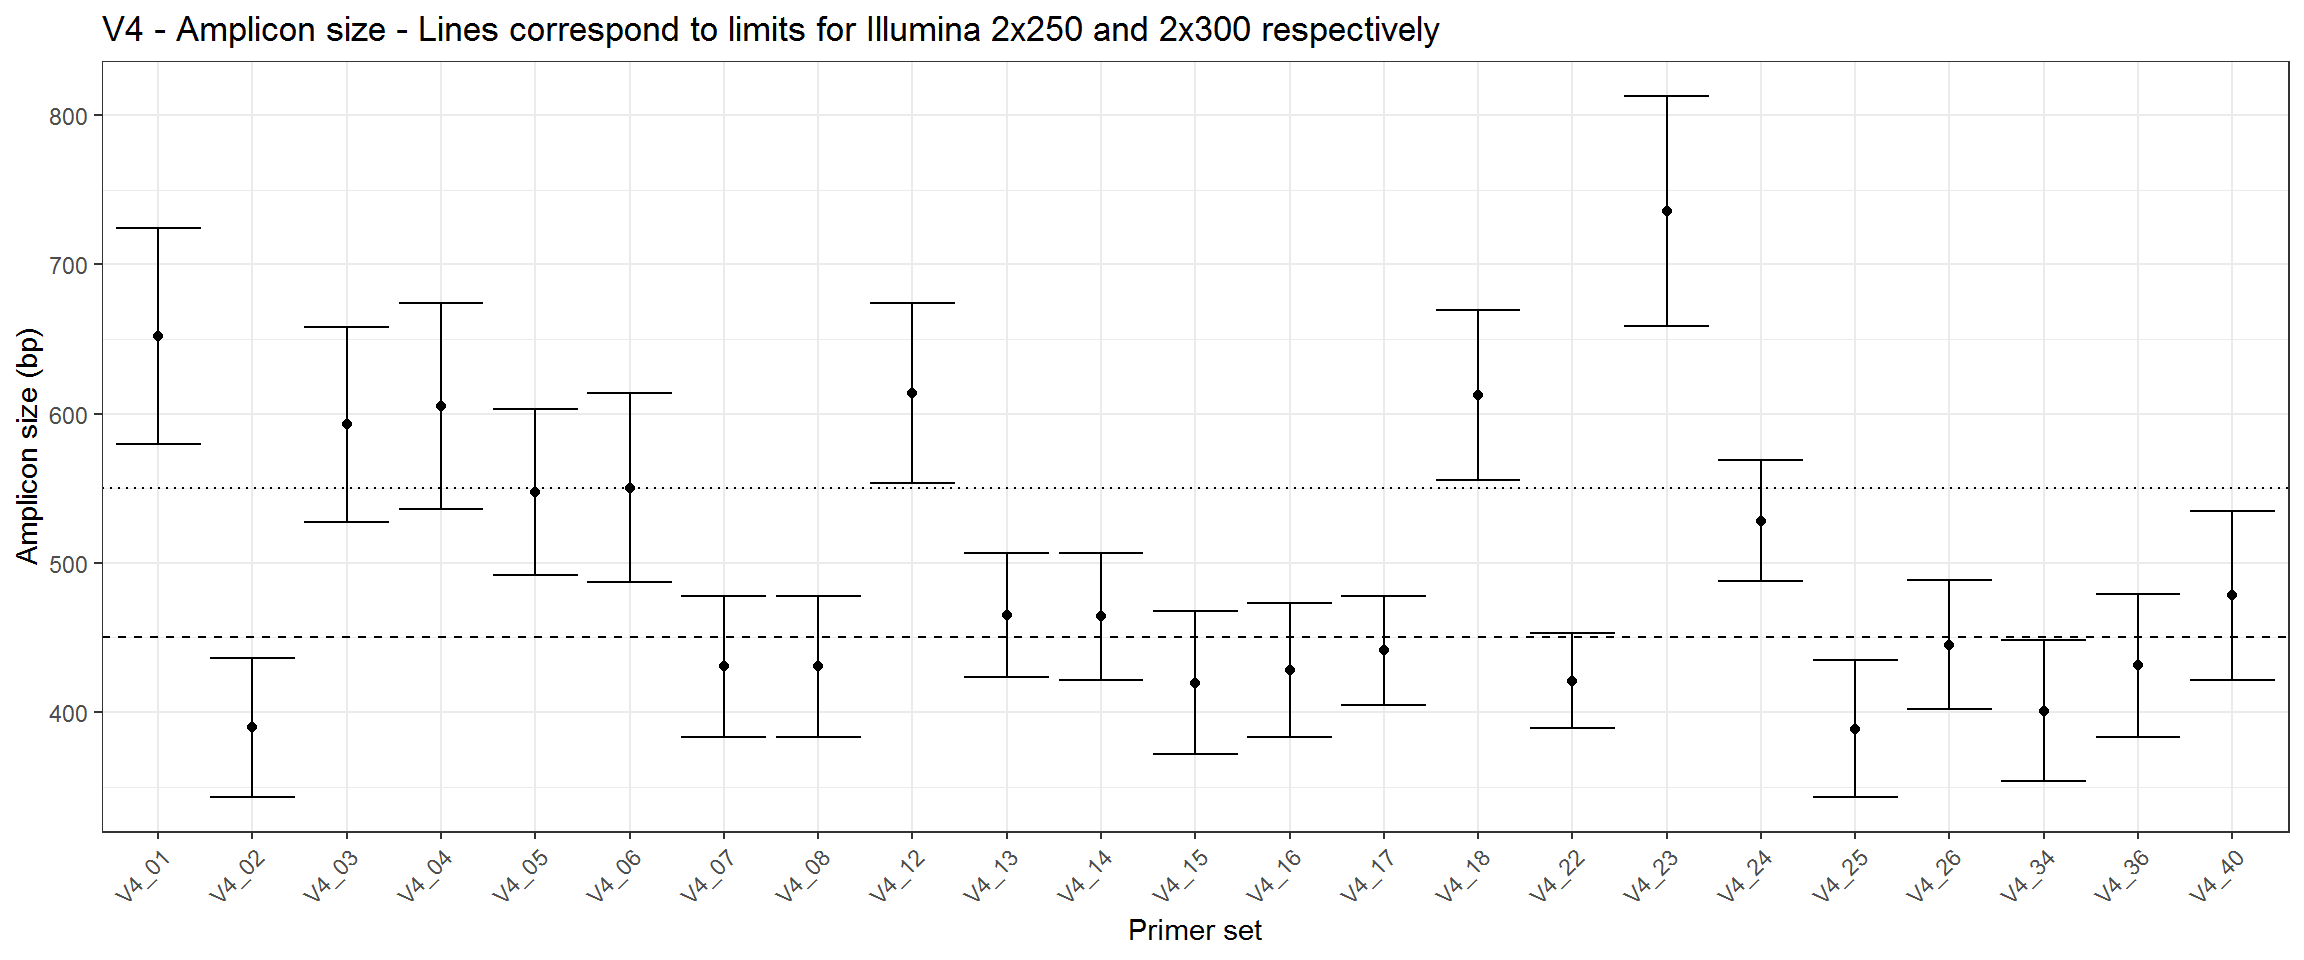 V4 - Amplicon size - Lines correspond to limits for Illumina 2x250 and 2x300 respectively
Amplicon size (bp)
800
700
600
500
400
V4_01
V4_02
V4_03
V4_04
V4_05
V4_06
V4_07
V4_08
V4_12
V4_13
V4_14
V4_15
V4_16
V4_17
V4_18
V4_22
V4_23
V4_24
V4_25
V4_26
V4_34
V4_36
V4_40
Primer set